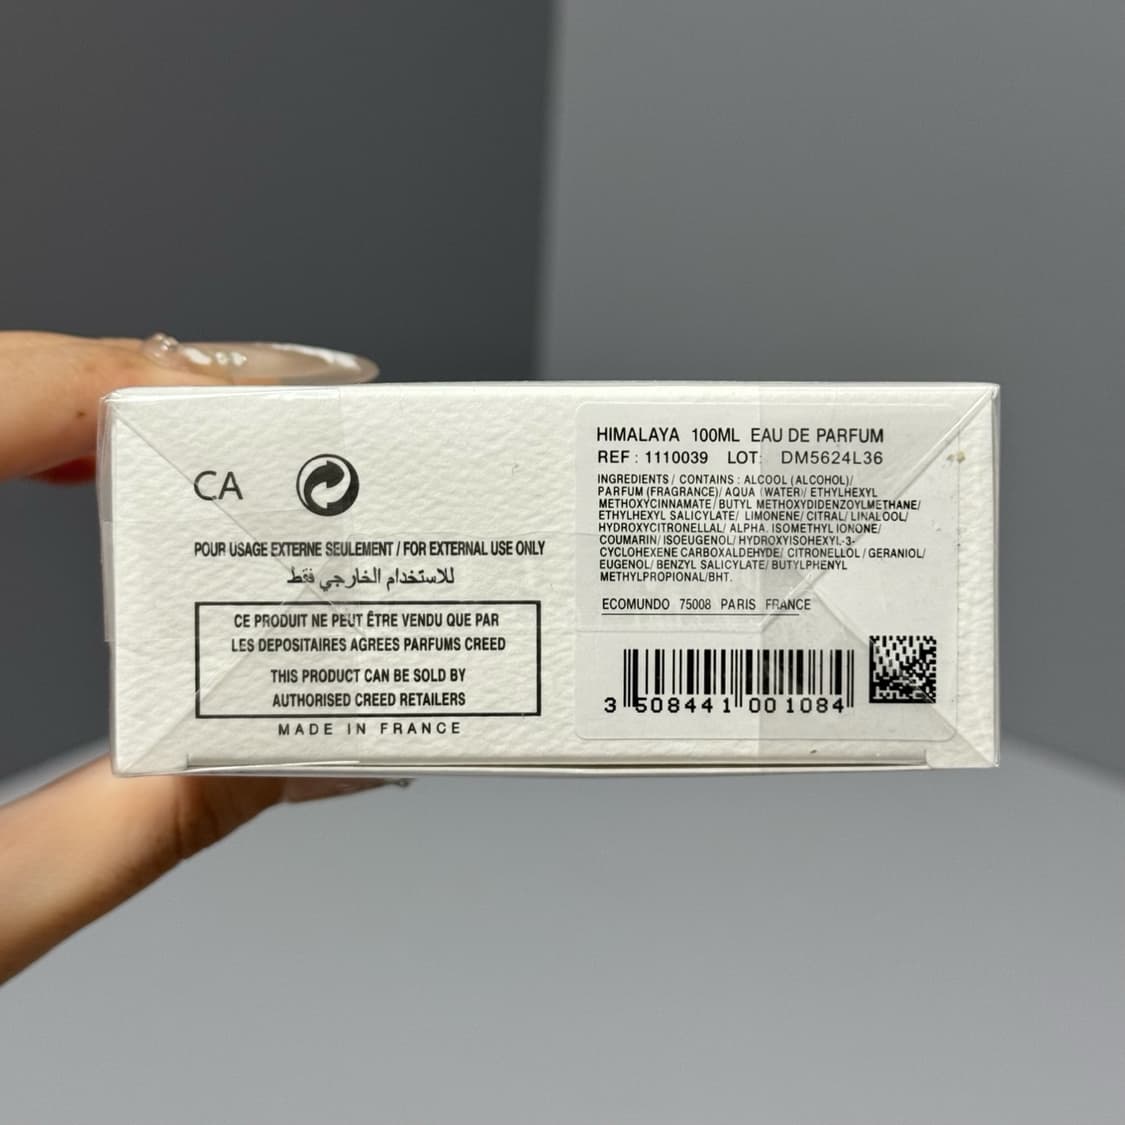 CA
POUR USAGE EXTERNE SEULEMENT / FOR EXTERNAL USE ONLY
للاستخدام الخارجي فقط
CE PRODUIT NE PEUT ÊTRE VENDU QUE PAR
LES DEPOSITAIRES AGREES PARFUMS CREED
THIS PRODUCT CAN BE SOLD BY
AUTHORISED CREED RETAILERS
MADE IN FRANCE
HIMALAYA 100ML EAU DE PARFUM
REF : 1110039 LOT: DM5624L36
INGREDIENTS / CONTAINS : ALCOOL (ALCOHOL)/
PARFUM (FRAGRANCE)/ AQUA (WATER)/ ETHYLHEXYL
METHOXYCINNAMATE/ BUTYL METHOXYDIDENZOYLMETHANE/
ETHYLHEXYL SALICYLATE/ LIMONENE/ CITRAL/ LINALOOL/
HYDROXYCITRONELLAL/ ALPHA. ISOMETHYL IONONE/
COUMARIN/ ISOEUGENOL/ HYDROXYISOHEXYL-3-
CYCLOHEXENE CARBOXALDEHYDE/ CITRONELLOL / GERANIOL/
EUGENOL/ BENZYL SALICYLATE/ BUTYLPHENYL
METHYLPROPIONAL/BHT.
ECOMUNDO 75008 PARIS FRANCE
3 508441 001084